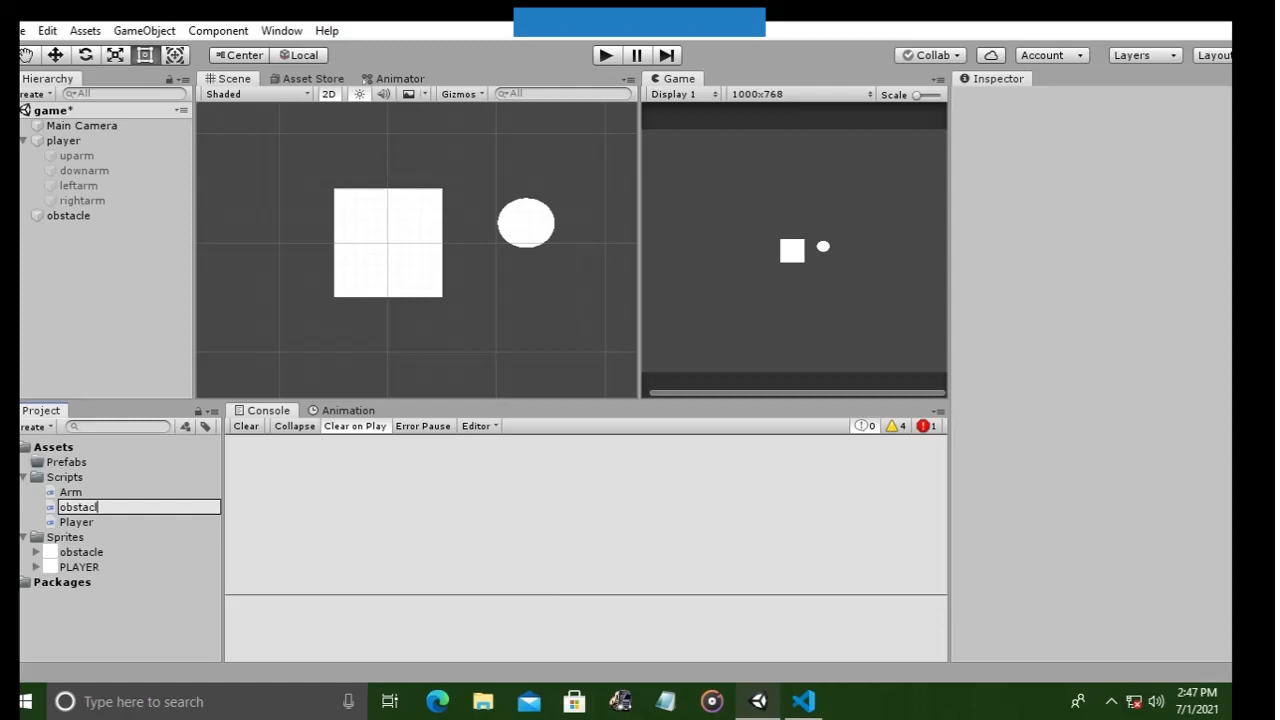 e Edit Assets GameObject Component Window Help
Center Local Collab Account Layers Layou
Hierarchy Scene Asset Store Animator Game Inspector
reate All Shaded 2D Gizmos All Display 1 1000x768 Scale
game*
Main Camera
player
uparm
downarm
leftarm
rightarm
obstacle
Project Console Animation
reate Clear Collapse Clear on Play Error Pause Editor 0 4 1
Assets
Prefabs
Scripts
Arm
obstacl
Player
Sprites
obstacle
PLAYER
Packages
Type here to search
2:47 PM
7/1/2021